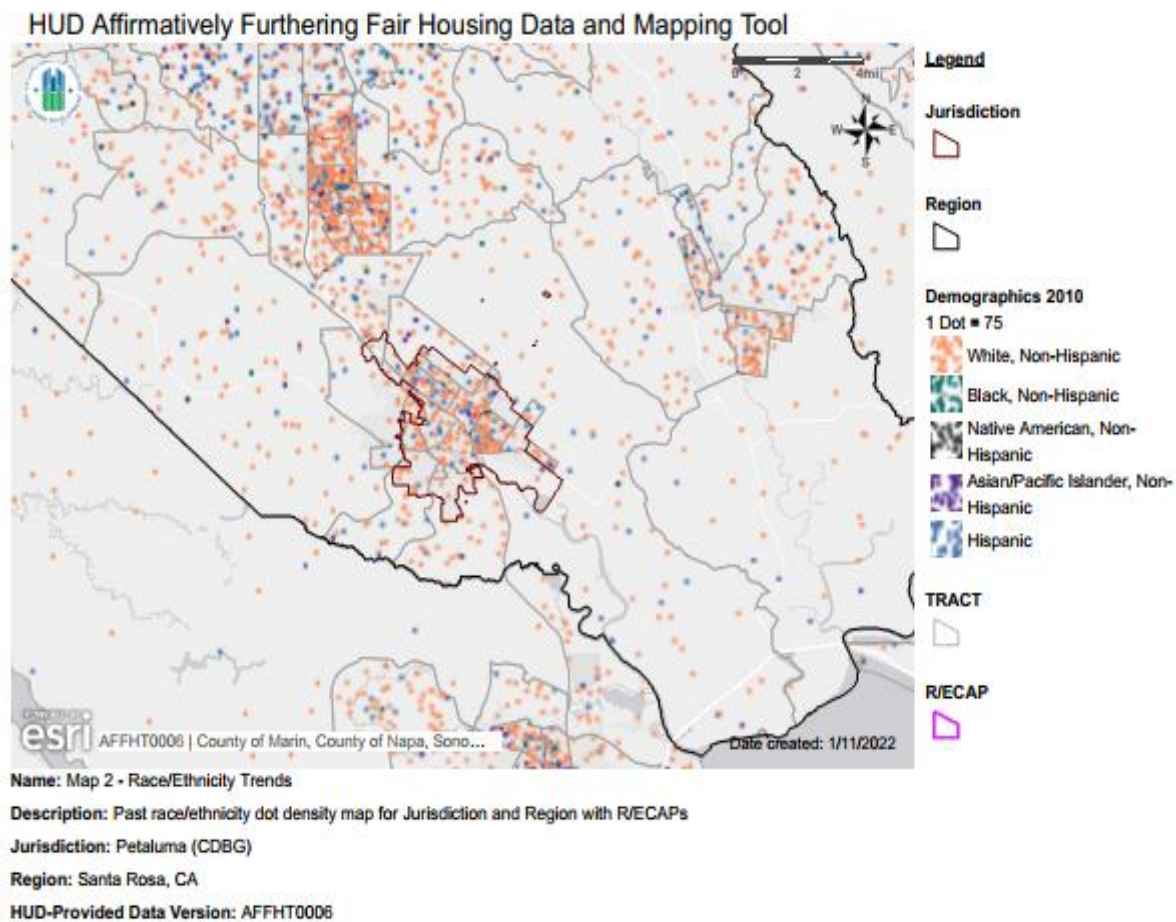 HUD Affirmatively Furthering Fair Housing Data and Mapping Tool
0 2 4mi
N
W E
S
Legend
Jurisdiction
Region
Demographics 2010
1 Dot = 75
White, Non-Hispanic
Black, Non-Hispanic
Native American, Non-
Hispanic
Asian/Pacific Islander, Non-
Hispanic
Hispanic
TRACT
R/ECAP
POWERED BY
esri
AFFHT0006 | County of Marin, County of Napa, Sono...
Date created: 1/11/2022
Name: Map 2 - Race/Ethnicity Trends
Description: Past race/ethnicity dot density map for Jurisdiction and Region with R/ECAPs
Jurisdiction: Petaluma (CDBG)
Region: Santa Rosa, CA
HUD-Provided Data Version: AFFHT0006